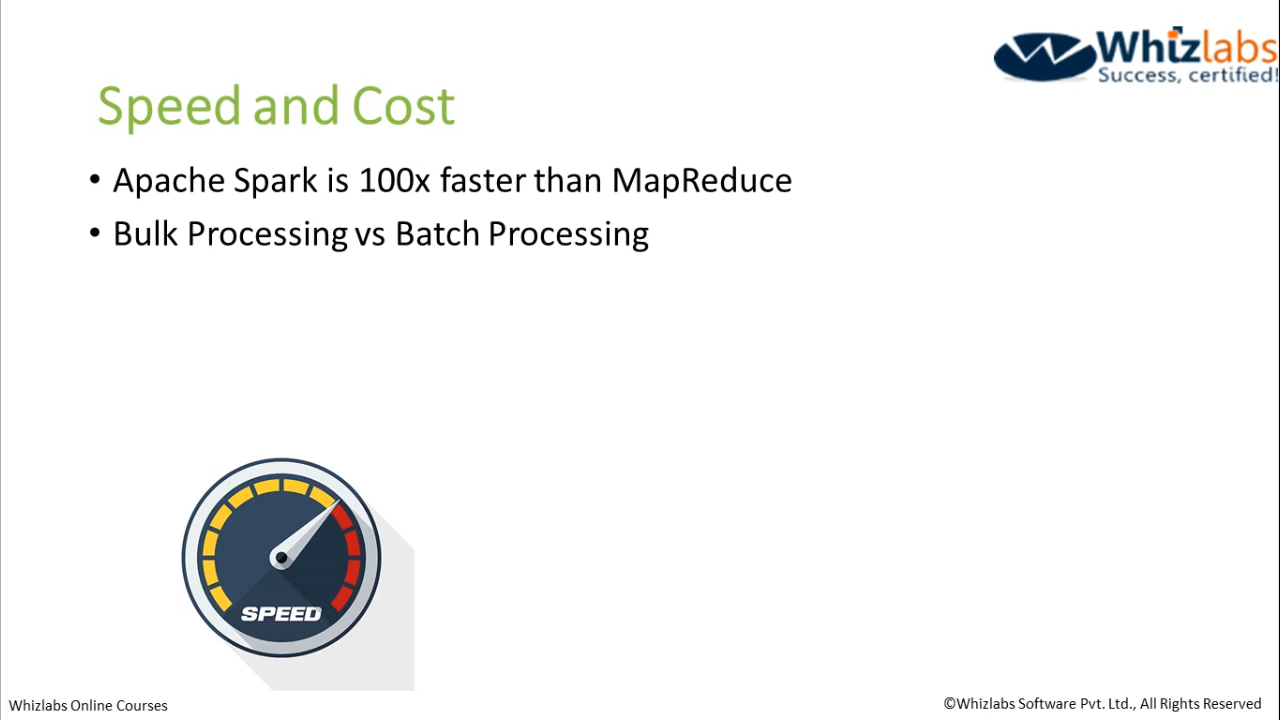 Whizlabs
Success, certified!
Speed and Cost
• Apache Spark is 100x faster than MapReduce
• Bulk Processing vs Batch Processing
SPEED
Whizlabs Online Courses
©Whizlabs Software Pvt. Ltd., All Rights Reserved